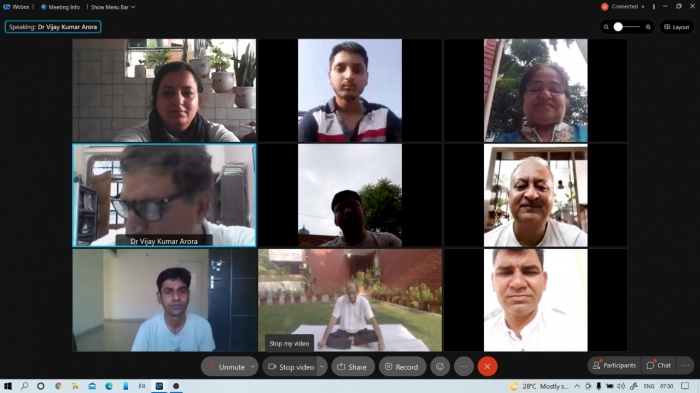 Webex
Meeting Info
Show Menu Bar
Connected
Speaking: Dr Vijay Kumar Arora
Layout
Dr Vijay Kumar Arora
Stop my video
Unmute
Stop video
Share
Record
Participants
Chat
28°C Mostly s...
ENG
07:30